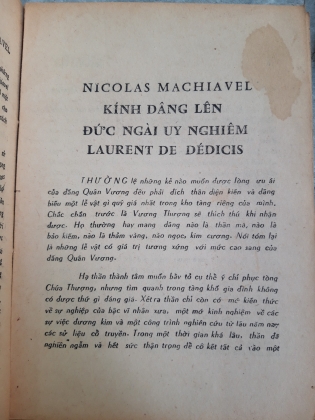 NICOLAS MACHIAVEL
KÍNH DÂNG LÊN
ĐỨC NGÀI UY NGHIÊM
LAURENT DE DÉDICIS
THƯỜNG lệ những kẻ nào muốn được lòng ưu ái
của đấng Quân Vương đều phải đích thân diện kiến và dâng
hiến một lễ vật gì quý giá nhất trong kho tàng riêng của mình.
Chắc chắn trước là Vương Thượng sẽ thích thú khi nhận
được. Họ thường hay mang dâng nào là thần mã, nào là
bảo kiếm, nào là thảm vàng, nào ngọc kim cương. Nói tóm lại
là những lễ vật có giá trị tương xứng với mức cao sang của
đấng Quân Vương.
Hạ thần thành tâm muốn bầy tỏ cụ thể ý chí phục tòng
Chúa Thượng, nhưng tìm quanh trong tàng khố gia đình không
có được thứ gì đáng giá. Xét ra thần chỉ còn có mớ kiến thức
về sự nghiệp của bậc vĩ nhân xưa, một mớ kinh nghiệm về các
sự việc đương kim và một công trình nghiên cứu từ lâu năm nay
các sử liệu cổ truyền. Trong một thời gian khá lâu, thần đã
nghiền ngẫm và hết sức thận trọng để cô kết tất cả vào một